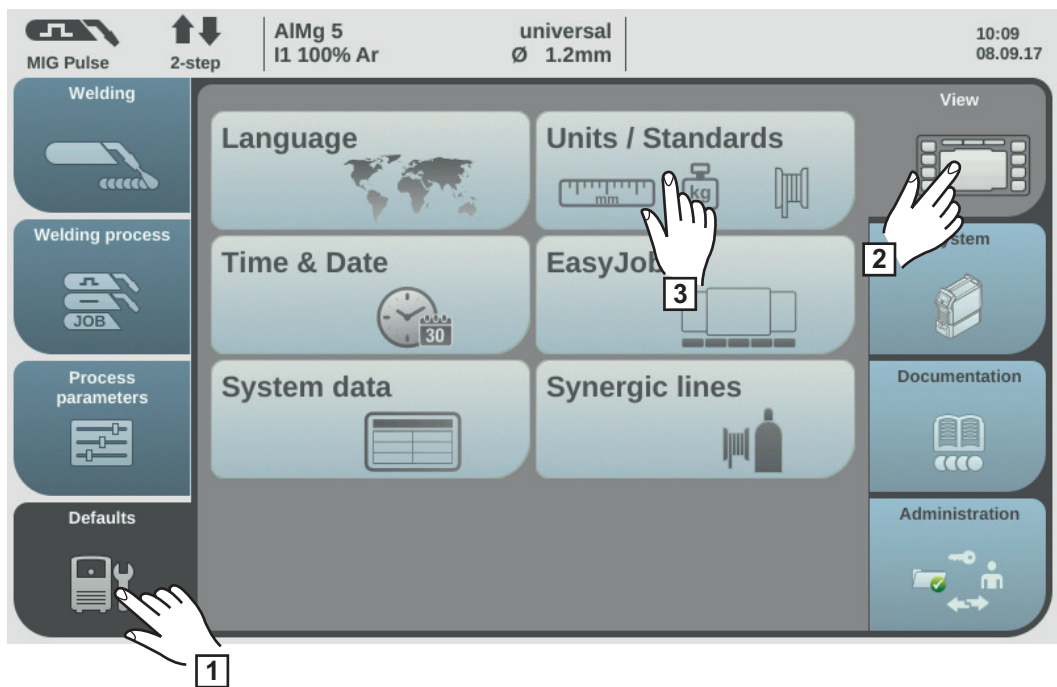 MIG Pulse
2-step
AlMg 5
I1 100% Ar
universal
Ø 1.2mm
10:09
08.09.17
Welding
Welding process
JOB
Process
parameters
Defaults
Language
Units / Standards
mm
kg
Time & Date
30
EasyJob
System data
Synergic lines
View
System
Documentation
Administration
1
2
3